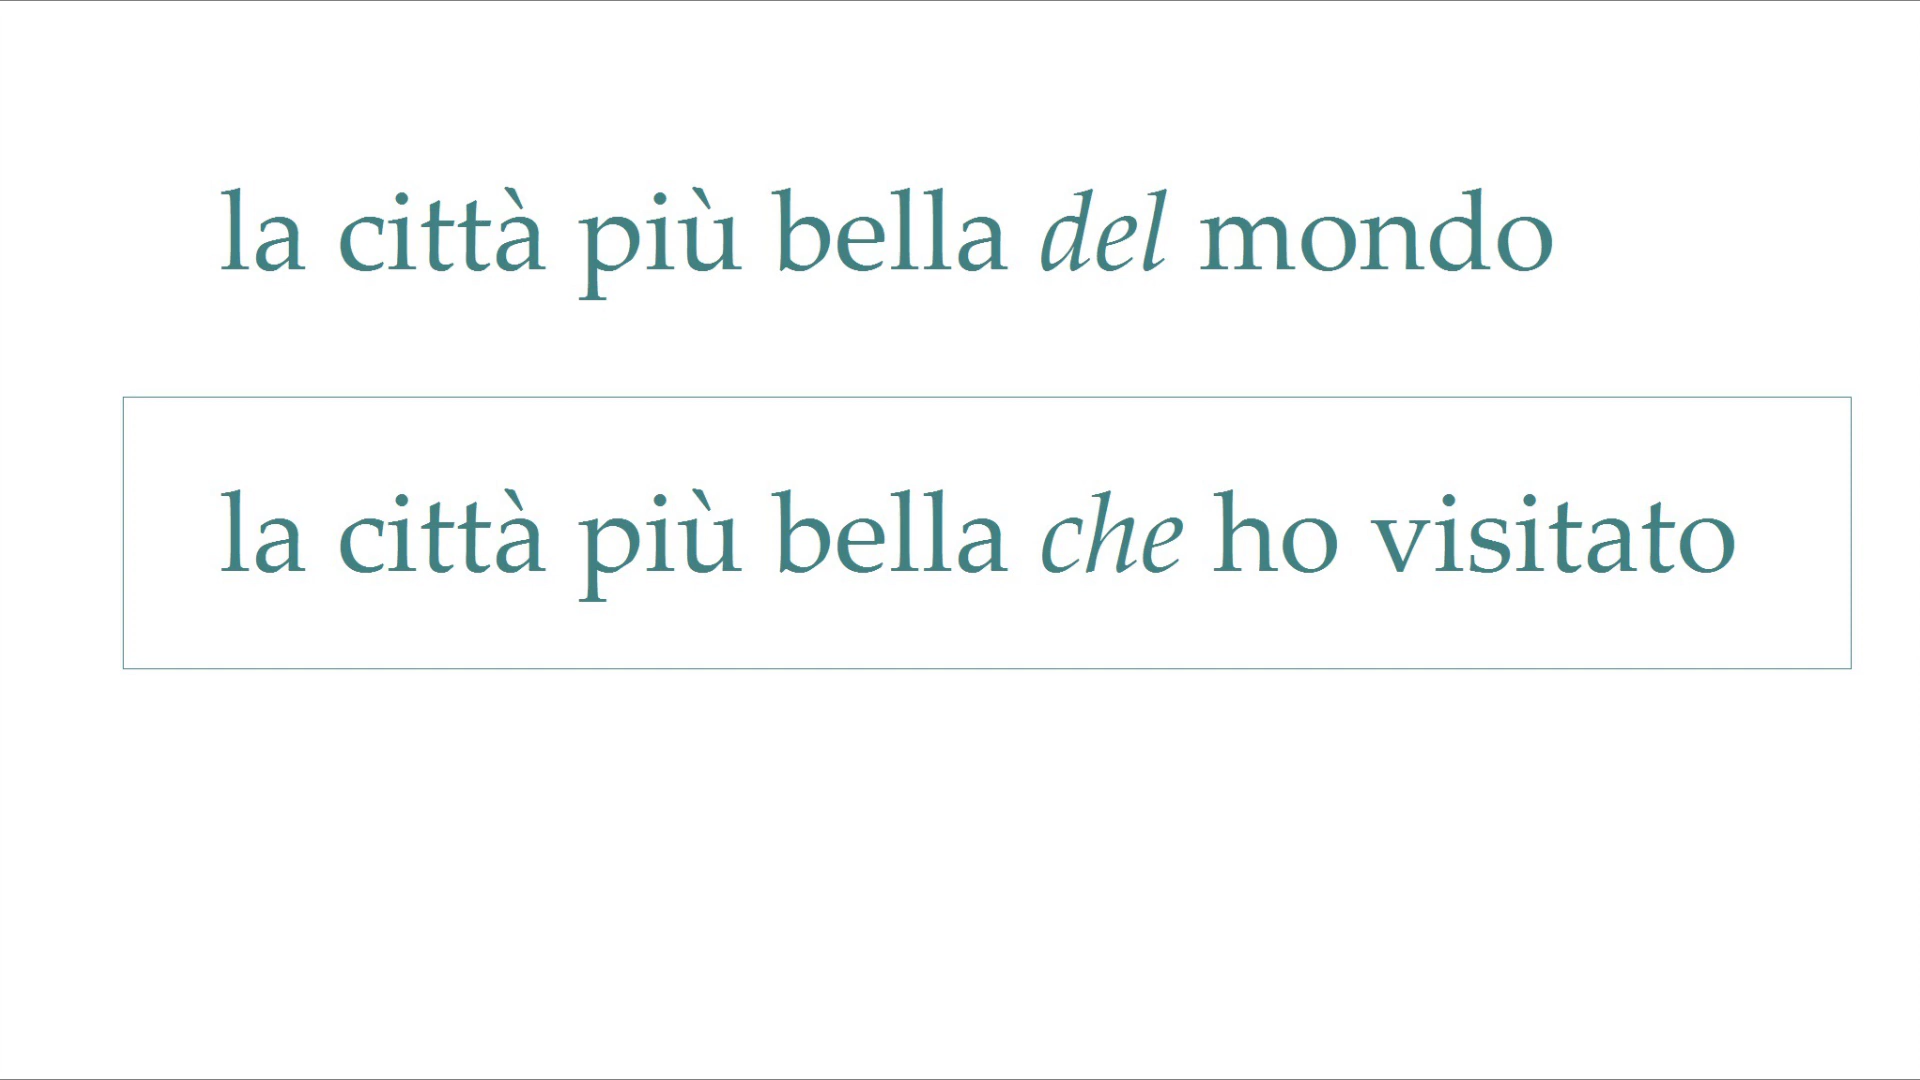 la città più bella del mondo
la città più bella che ho visitato